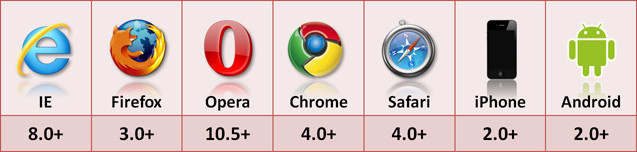 IE Firefox Opera Chrome Safari iPhone Android
8.0+ 3.0+ 10.5+ 4.0+ 4.0+ 2.0+ 2.0+